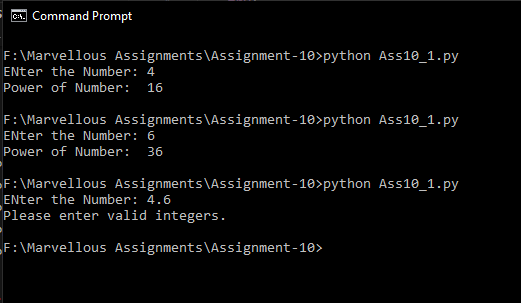 Command Prompt
F:\Marvellous Assignments\Assignment-10>python Ass10_1.py
ENter the Number: 4
Power of Number:  16
F:\Marvellous Assignments\Assignment-10>python Ass10_1.py
ENter the Number: 6
Power of Number:  36
F:\Marvellous Assignments\Assignment-10>python Ass10_1.py
ENter the Number: 4.6
Please enter valid integers.
F:\Marvellous Assignments\Assignment-10>